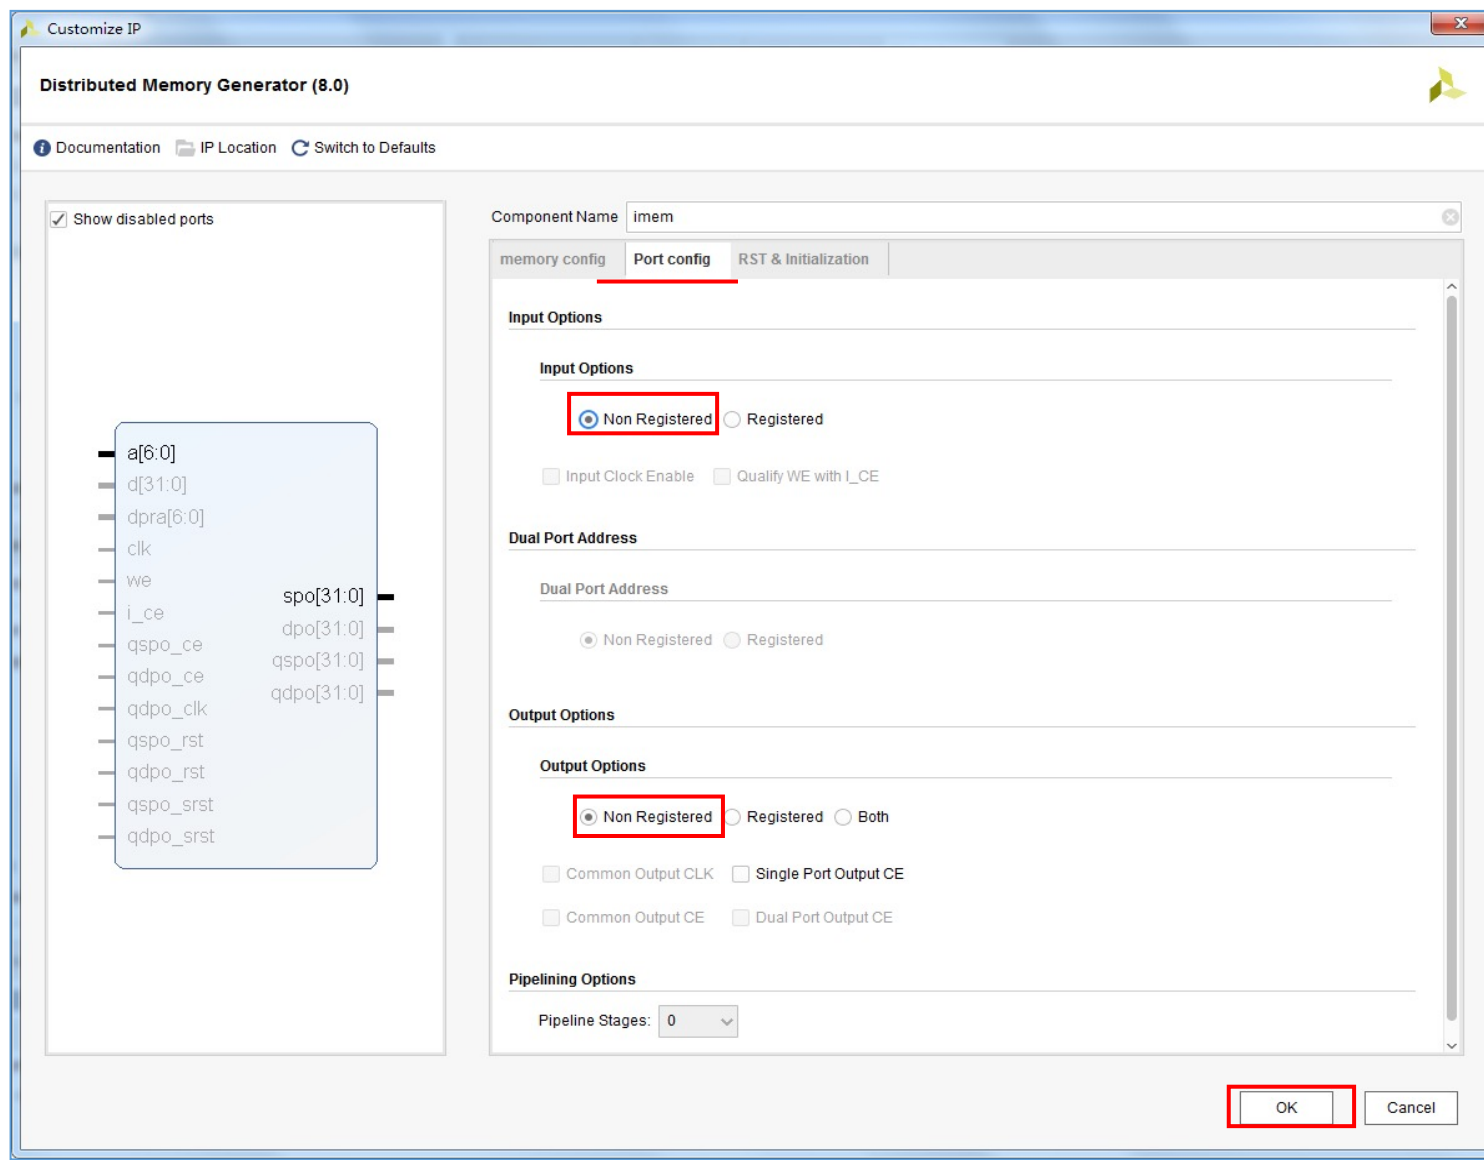 Customize IP
Distributed Memory Generator (8.0)
Documentation IP Location Switch to Defaults
Show disabled ports
a[6:0]
d[31:0]
dpra[6:0]
clk
we
i_ce
qspo_ce
qdpo_ce
qdpo_clk
qspo_rst
qdpo_rst
qspo_srst
qdpo_srst
spo[31:0]
dpo[31:0]
qspo[31:0]
qdpo[31:0]
Component Name imem
memory config Port config RST & Initialization
Input Options
Input Options
Non Registered Registered
Input Clock Enable Qualify WE with I_CE
Dual Port Address
Dual Port Address
Non Registered Registered
Output Options
Output Options
Non Registered Registered Both
Common Output CLK Single Port Output CE
Common Output CE Dual Port Output CE
Pipelining Options
Pipeline Stages: 0
OK Cancel